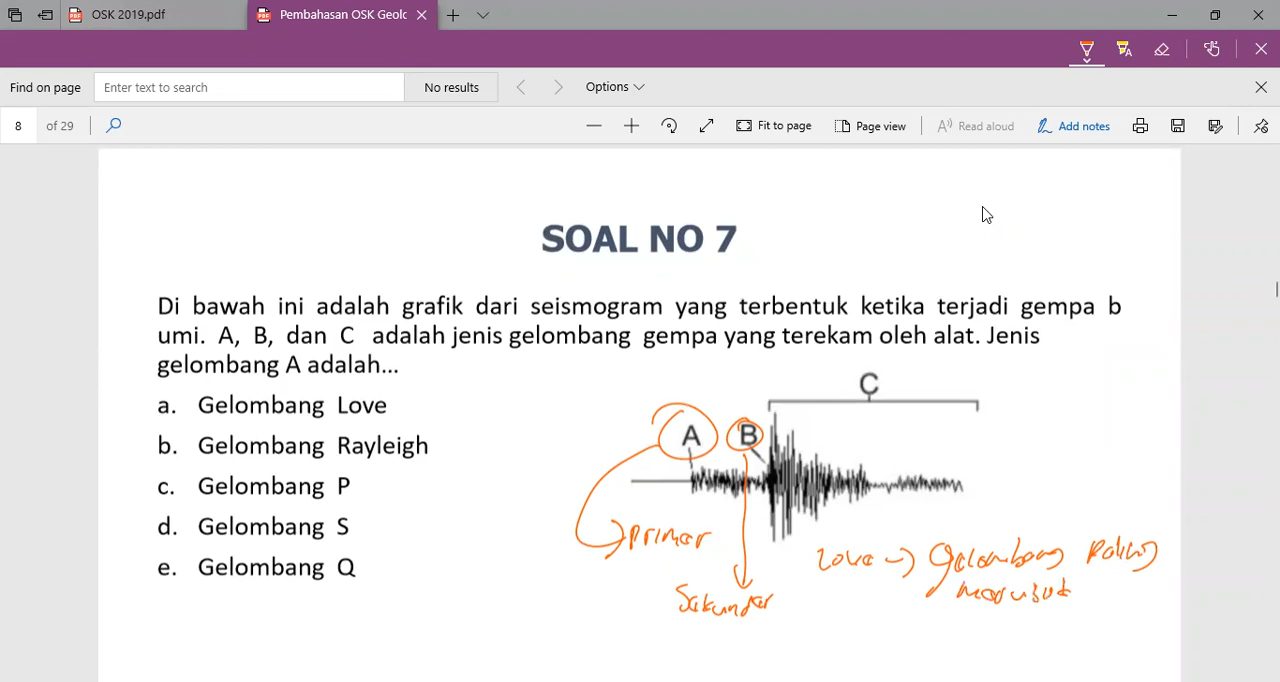 OSK 2019.pdf
Pembahasan OSK Geolo
Find on page
Enter text to search
No results
Options
8 of 29
Fit to page
Page view
Read aloud
Add notes
SOAL NO 7
Di bawah ini adalah grafik dari seismogram yang terbentuk ketika terjadi gempa b
umi. A, B, dan C adalah jenis gelombang gempa yang terekam oleh alat. Jenis
gelombang A adalah...
a. Gelombang Love
b. Gelombang Rayleigh
c. Gelombang P
d. Gelombang S
e. Gelombang Q
C
A
B
Primer
Sekunder
Love → Gelombang Paling
merusak